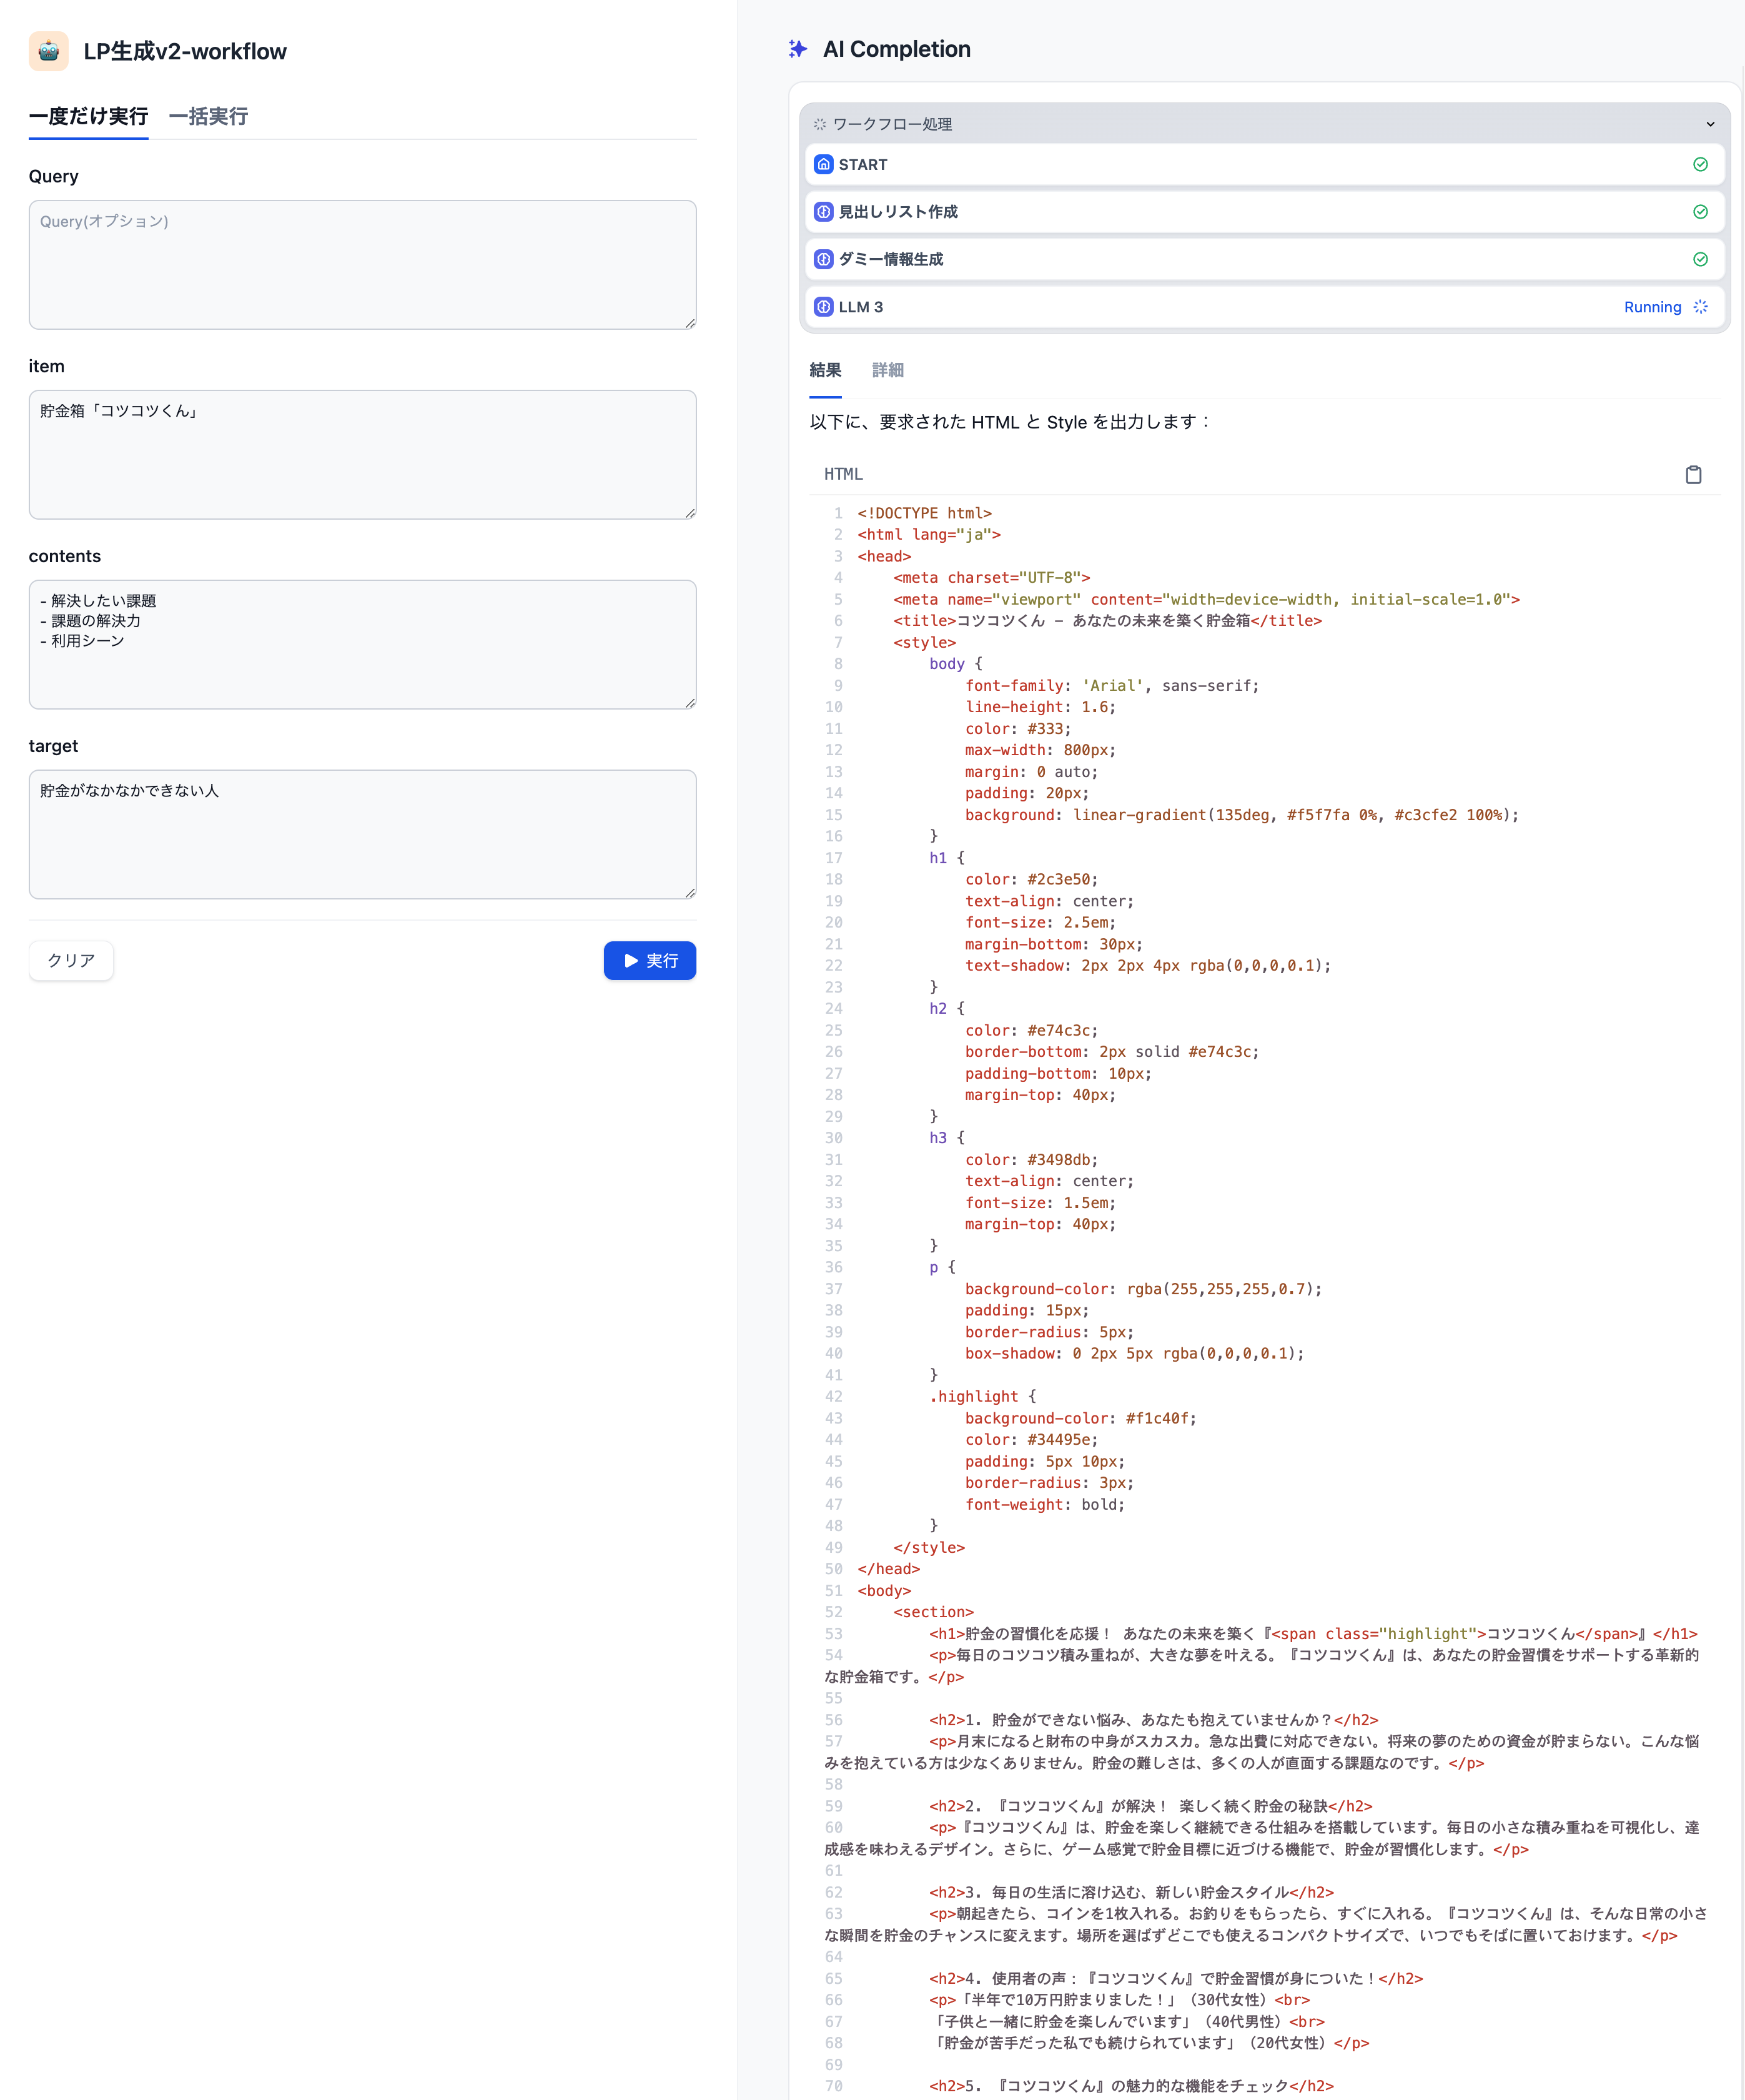 LP生成v2-workflow
一度だけ実行 一括実行
Query
Query(オプション)
item
貯金箱「コツコツくん」
contents
- 解決したい課題
- 課題の解決力
- 利用シーン
target
貯金がなかなかできない人
クリア 実行
AI Completion
ワークフロー処理
START
見出しリスト作成
ダミー情報生成
LLM 3 Running
結果 詳細
以下に、要求された HTML と Style を出力します：
HTML
1 <!DOCTYPE html>
2 <html lang="ja">
3 <head>
4     <meta charset="UTF-8">
5     <meta name="viewport" content="width=device-width, initial-scale=1.0">
6     <title>コツコツくん - あなたの未来を築く貯金箱</title>
7     <style>
8         body {
9             font-family: 'Arial', sans-serif;
10             line-height: 1.6;
11             color: #333;
12             max-width: 800px;
13             margin: 0 auto;
14             padding: 20px;
15             background: linear-gradient(135deg, #f5f7fa 0%, #c3cfe2 100%);
16         }
17         h1 {
18             color: #2c3e50;
19             text-align: center;
20             font-size: 2.5em;
21             margin-bottom: 30px;
22             text-shadow: 2px 2px 4px rgba(0,0,0,0.1);
23         }
24         h2 {
25             color: #e74c3c;
26             border-bottom: 2px solid #e74c3c;
27             padding-bottom: 10px;
28             margin-top: 40px;
29         }
30         h3 {
31             color: #3498db;
32             text-align: center;
33             font-size: 1.5em;
34             margin-top: 40px;
35         }
36         p {
37             background-color: rgba(255,255,255,0.7);
38             padding: 15px;
39             border-radius: 5px;
40             box-shadow: 0 2px 5px rgba(0,0,0,0.1);
41         }
42         .highlight {
43             background-color: #f1c40f;
44             color: #34495e;
45             padding: 5px 10px;
46             border-radius: 3px;
47             font-weight: bold;
48         }
49     </style>
50 </head>
51 <body>
52     <section>
53         <h1>貯金の習慣化を応援！ あなたの未来を築く『<span class="highlight">コツコツくん</span>』</h1>
54         <p>毎日のコツコツ積み重ねが、大きな夢を叶える。『コツコツくん』は、あなたの貯金習慣をサポートする革新的
な貯金箱です。</p>
55
56         <h2>1. 貯金ができない悩み、あなたも抱えていませんか？</h2>
57         <p>月末になると財布の中身がスカスカ。急な出費に対応できない。将来の夢のための資金が貯まらない。こんな悩
みを抱えている方は少なくありません。貯金の難しさは、多くの人が直面する課題なのです。</p>
58
59         <h2>2. 『コツコツくん』が解決！ 楽しく続く貯金の秘訣</h2>
60         <p>『コツコツくん』は、貯金を楽しく継続できる仕組みを搭載しています。毎日の小さな積み重ねを可視化し、達
成感を味わえるデザイン。さらに、ゲーム感覚で貯金目標に近づける機能で、貯金が習慣化します。</p>
61
62         <h2>3. 毎日の生活に溶け込む、新しい貯金スタイル</h2>
63         <p>朝起きたら、コインを1枚入れる。お釣りをもらったら、すぐに入れる。『コツコツくん』は、そんな日常の小さ
な瞬間を貯金のチャンスに変えます。場所を選ばずどこでも使えるコンパクトサイズで、いつでもそばに置いておけます。</p>
64
65         <h2>4. 使用者の声：『コツコツくん』で貯金習慣が身についた！</h2>
66         <p>「半年で10万円貯まりました！」（30代女性）<br>
67         「子供と一緒に貯金を楽しんでいます」（40代男性）<br>
68         「貯金が苦手だった私でも続けられています」（20代女性）</p>
69
70         <h2>5. 『コツコツくん』の魅力的な機能をチェック</h2>